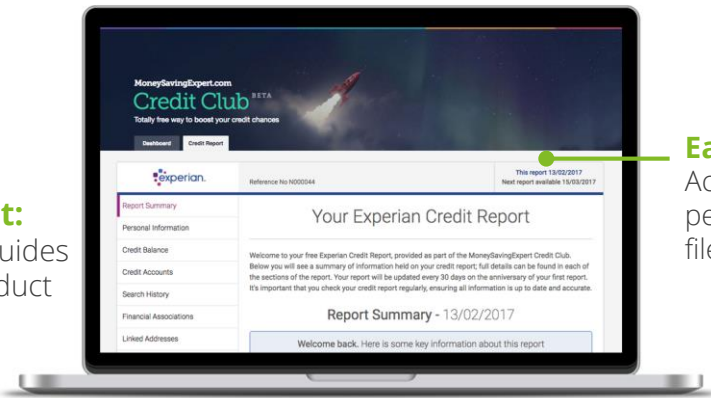 MoneySavingExpert.com
Credit Club BETA
Totally free way to boost your credit chances
Dashboard Credit Report
experian.
Reference No N000044
This report 13/02/2017
Next report available 15/03/2017
Report Summary
Personal Information
Credit Balance
Credit Accounts
Search History
Financial Associations
Linked Addresses
Your Experian Credit Report
Welcome to your free Experian Credit Report, provided as part of the MoneySavingExpert Credit Club.
Below you will see a summary of information held on your credit report; full details can be found in each of
the sections of the report. Your report will be updated every 30 days on the anniversary of your first report.
It's important that you check your credit report regularly, ensuring all information is up to date and accurate.
Report Summary - 13/02/2017
Welcome back. Here is some key information about this report
t:
uides
duct
Ea
Ac
pe
file